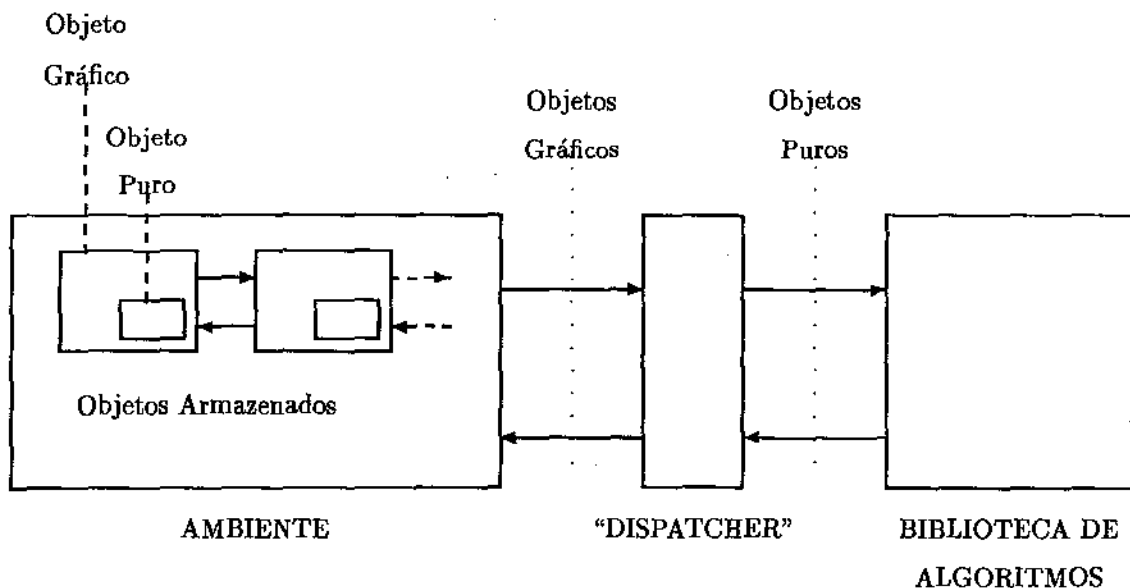 Objeto
Gráfico
Objeto
Puro
Objetos
Gráficos
Objetos
Puros
Objetos Armazenados
AMBIENTE
“DISPATCHER”
BIBLIOTECA DE
ALGORITMOS